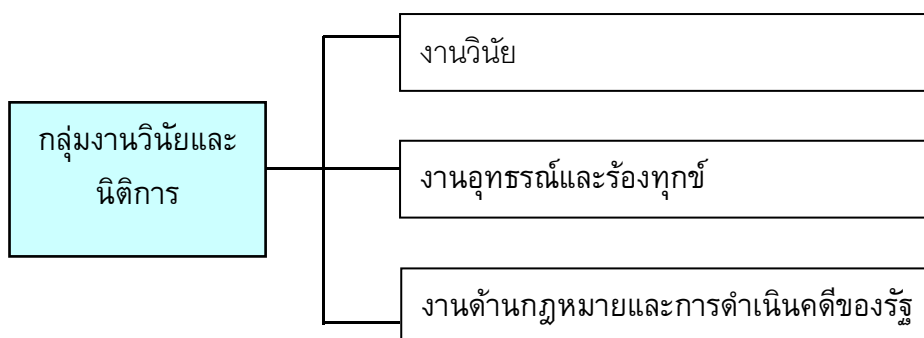 งานวินัย
กลุ่มงานวินัยและ
นิติการ
งานอุทธรณ์และร้องทุกข์
งานด้านกฎหมายและการดำเนินคดีของรัฐ